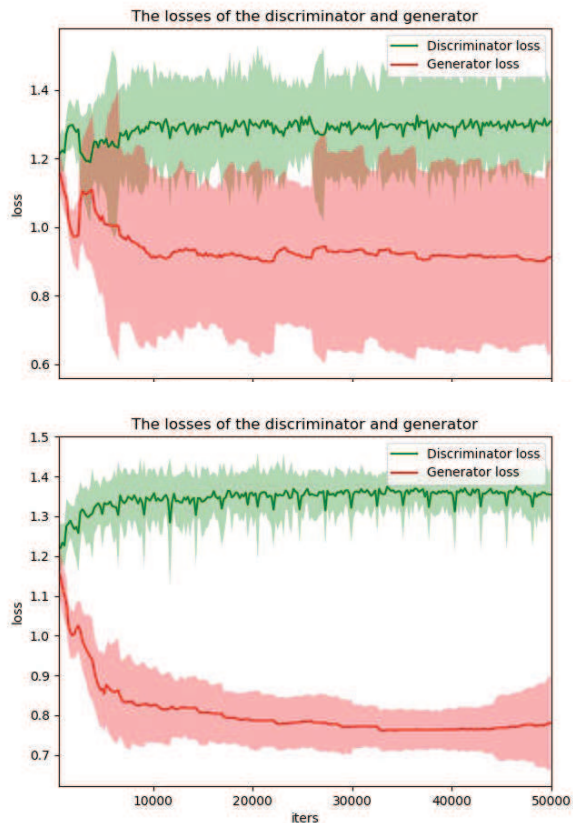 The losses of the discriminator and generator
Discriminator loss
Generator loss
1.4
1.2
1.0
0.8
0.6
loss
The losses of the discriminator and generator
Discriminator loss
Generator loss
1.5
1.4
1.3
1.2
1.1
1.0
0.9
0.8
0.7
loss
10000 20000 30000 40000 50000
iters